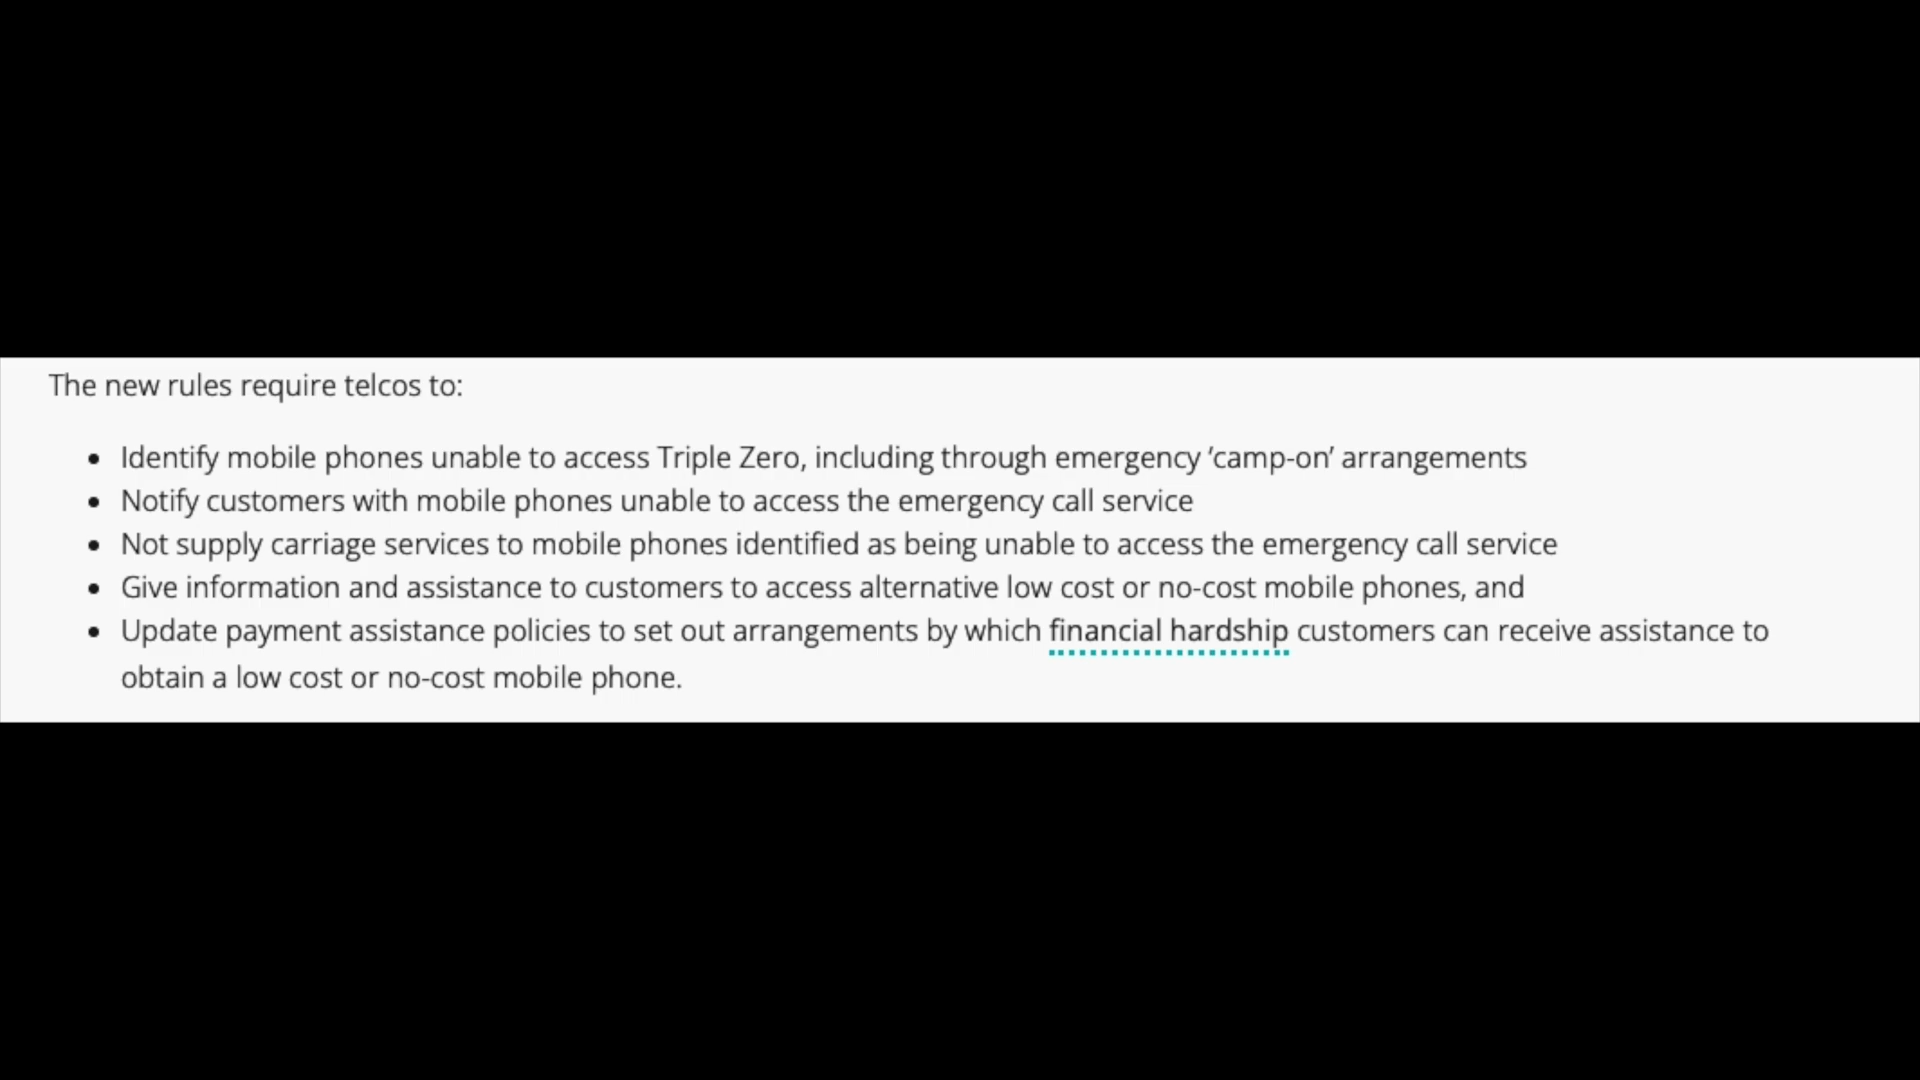 The new rules require telcos to:
• Identify mobile phones unable to access Triple Zero, including through emergency ‘camp-on’ arrangements
• Notify customers with mobile phones unable to access the emergency call service
• Not supply carriage services to mobile phones identified as being unable to access the emergency call service
• Give information and assistance to customers to access alternative low cost or no-cost mobile phones, and
• Update payment assistance policies to set out arrangements by which financial hardship customers can receive assistance to
obtain a low cost or no-cost mobile phone.